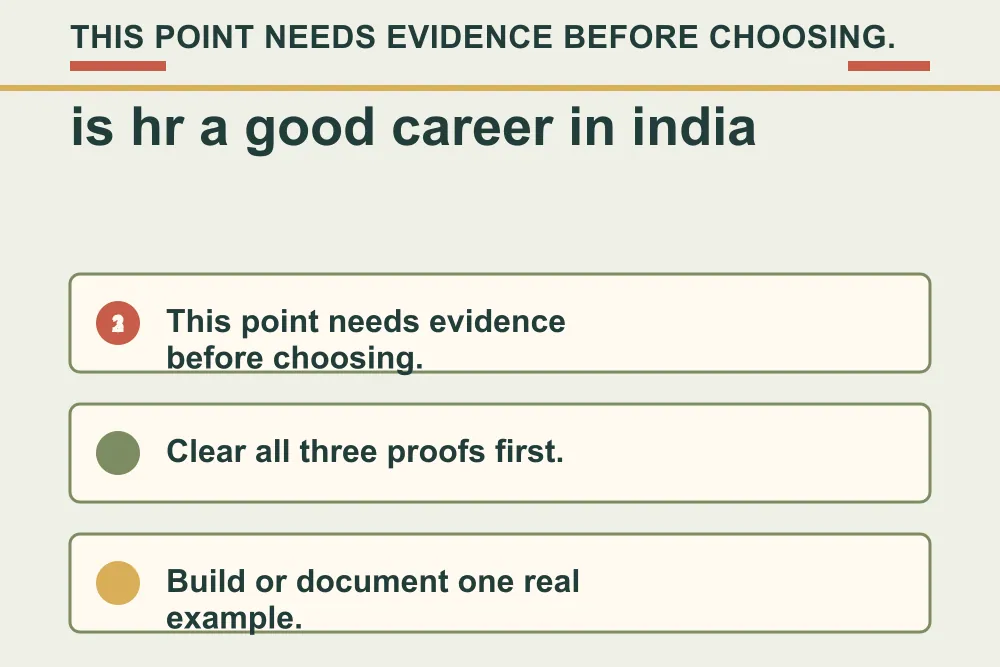 THIS POINT NEEDS EVIDENCE BEFORE CHOOSING.
is hr a good career in india
This point needs evidence
before choosing.
Clear all three proofs first.
Build or document one real
example.